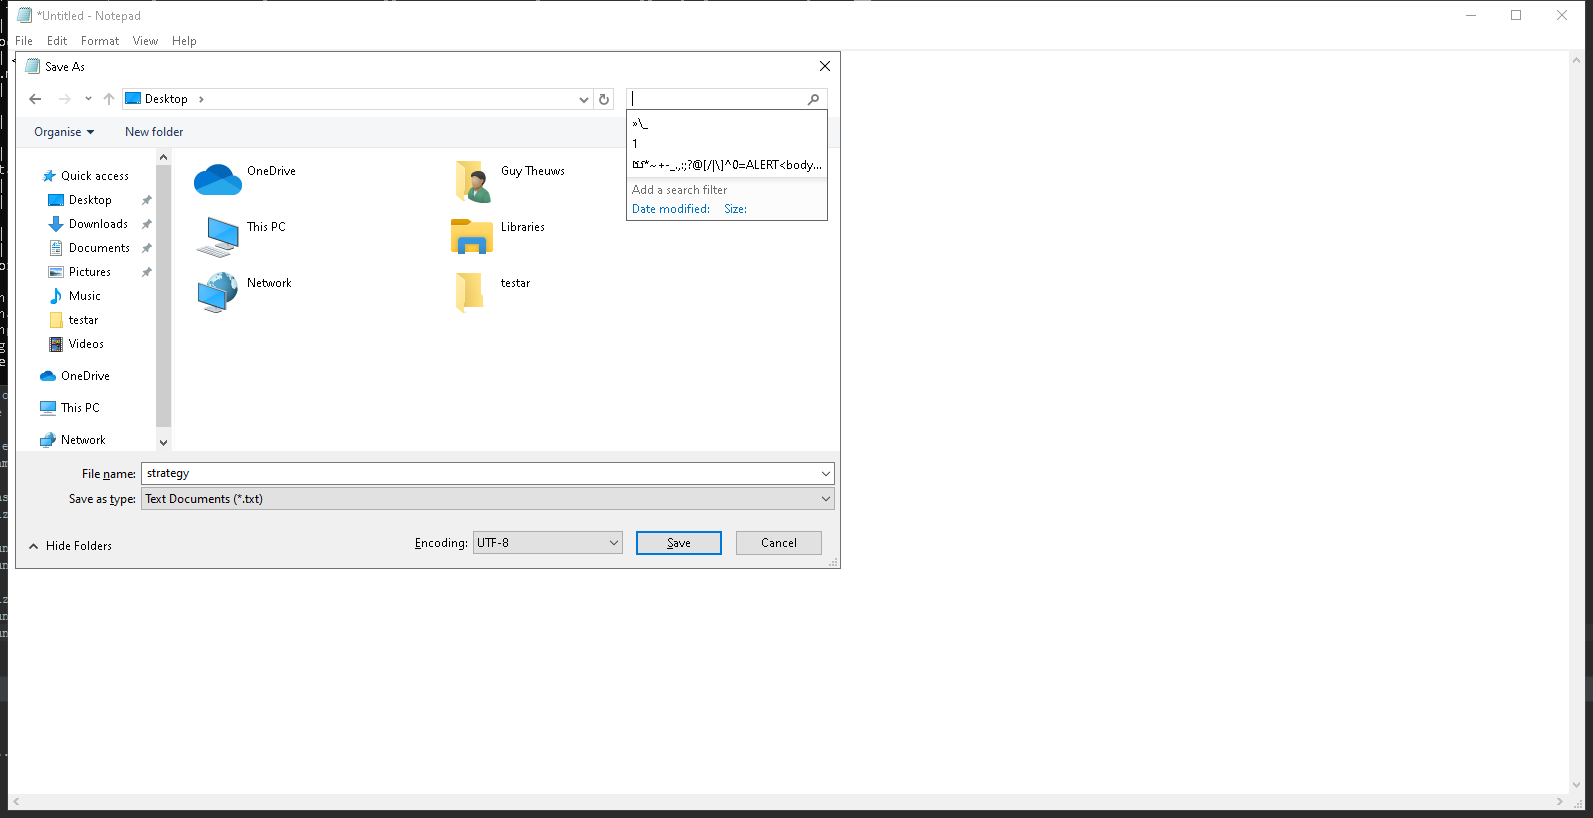 *Untitled - Notepad
File Edit Format View Help
Save As
Desktop
Organise New folder
»\_
1
Add a search filter
Date modified: Size:
Quick access
Desktop
Downloads
Documents
Pictures
Music
testar
Videos
OneDrive
This PC
Network
OneDrive
Guy Theuws
This PC
Libraries
Network
testar
File name: strategy
Save as type: Text Documents (*.txt)
Hide Folders
Encoding: UTF-8 Save Cancel